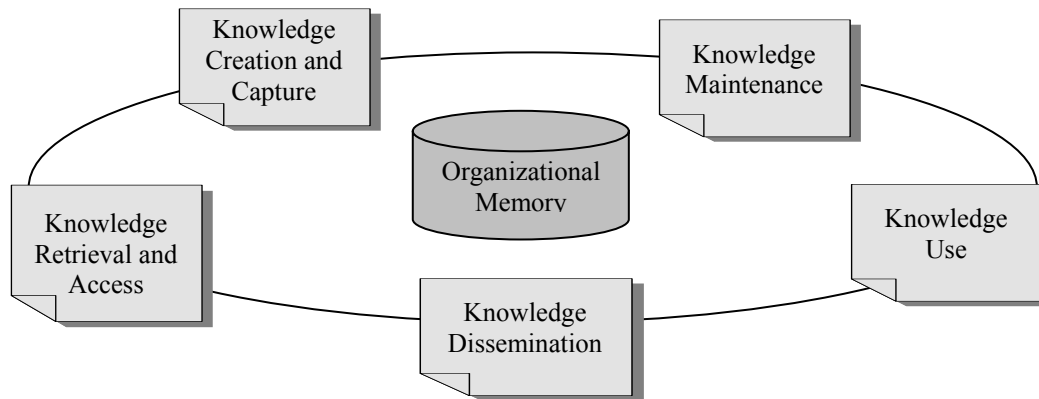 Knowledge
Creation and
Capture
Knowledge
Maintenance
Organizational
Memory
Knowledge
Retrieval and
Access
Knowledge
Use
Knowledge
Dissemination